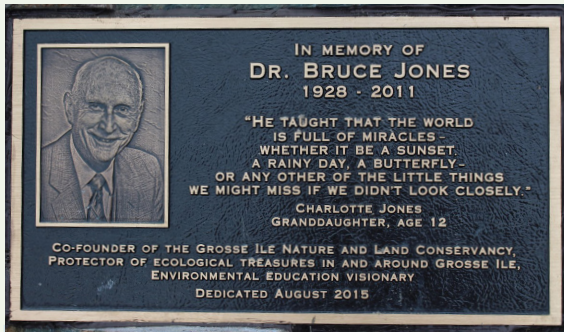 IN MEMORY OF
DR. BRUCE JONES
1928 - 2011
"HE TAUGHT THAT THE WORLD
IS FULL OF MIRACLES -
WHETHER IT BE A SUNSET
A RAINY DAY, A BUTTERFLY -
OR ANY OTHER OF THE LITTLE THINGS
WE MIGHT MISS IF WE DIDN'T LOOK CLOSELY."
CHARLOTTE JONES
GRANDDAUGHTER, AGE 12
CO-FOUNDER OF THE GROSSE ILE NATURE AND LAND CONSERVANCY,
PROTECTOR OF ECOLOGICAL TREASURES IN AND AROUND GROSSE ILE,
ENVIRONMENTAL EDUCATION VISIONARY
DEDICATED AUGUST 2015